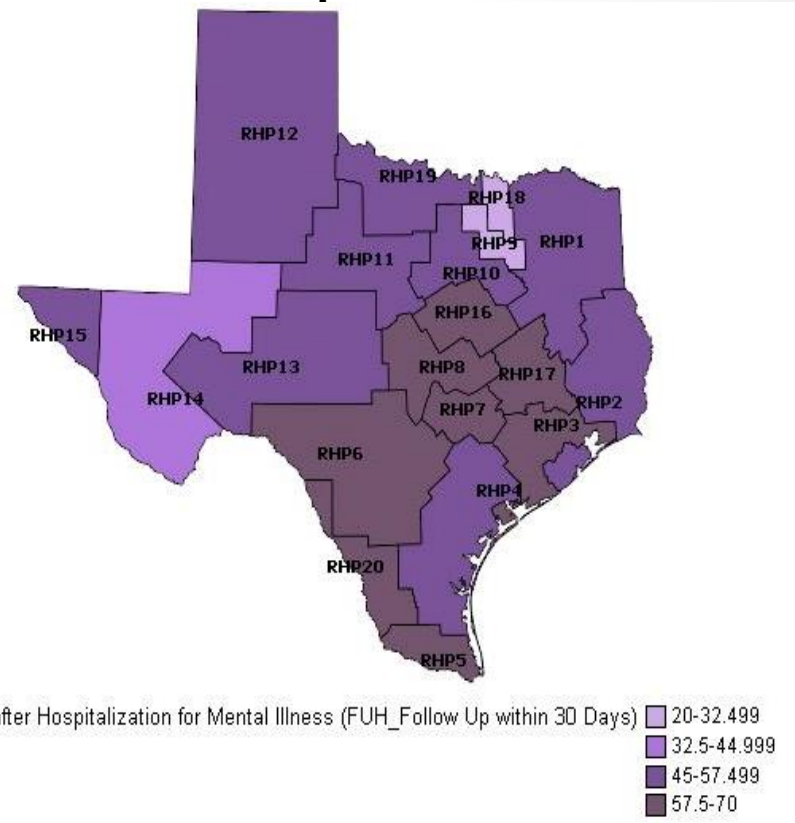 RHP12
RHP19
RHP18
RHP9
RHP1
RHP11
RHP10
RHP16
RHP15
RHP13
RHP8
RHP17
RHP14
RHP7
RHP2
RHP3
RHP6
RHP4
RHP20
RHP5
fter Hospitalization for Mental Illness (FUH_Follow Up within 30 Days)
20-32.499
32.5-44.999
45-57.499
57.5-70